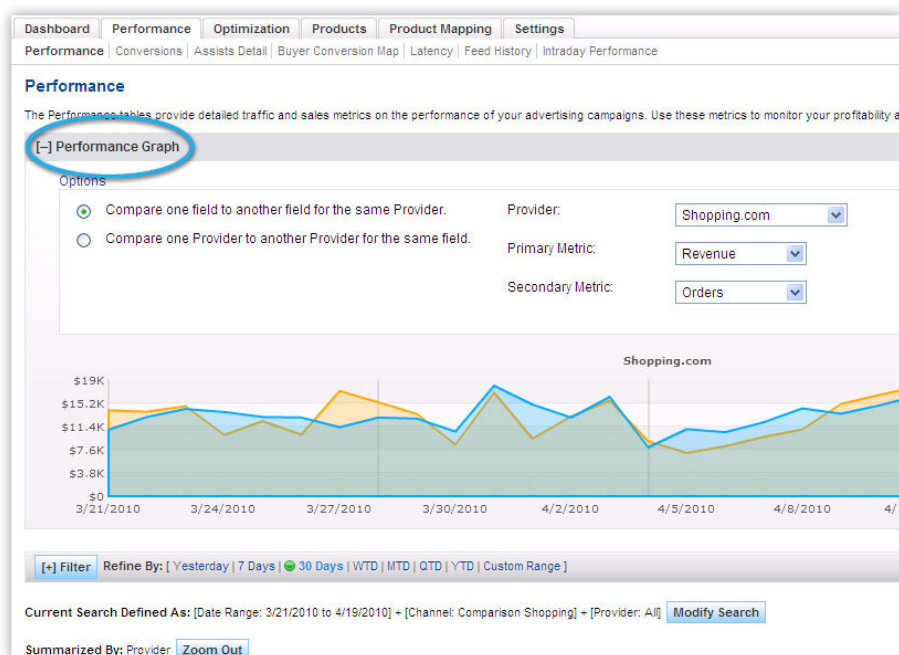 Dashboard Performance Optimization Products Product Mapping Settings
Performance | Conversions | Assists Detail | Buyer Conversion Map | Latency | Feed History | Intraday Performance
Performance
The Performance tables provide detailed traffic and sales metrics on the performance of your advertising campaigns. Use these metrics to monitor your profitability a
[–] Performance Graph
Options
Compare one field to another field for the same Provider.
Compare one Provider to another Provider for the same field.
Provider: Shopping.com
Primary Metric: Revenue
Secondary Metric: Orders
Shopping.com
$19K
$15.2K
$11.4K
$7.6K
$3.8K
$0
3/21/2010 3/24/2010 3/27/2010 3/30/2010 4/2/2010 4/5/2010 4/8/2010 4/
[+] Filter Refine By: [ Yesterday | 7 Days | 30 Days | WTD | MTD | QTD | YTD | Custom Range ]
Current Search Defined As: [Date Range: 3/21/2010 to 4/19/2010] + [Channel: Comparison Shopping] + [Provider: All] Modify Search
Summarized By: Provider Zoom Out